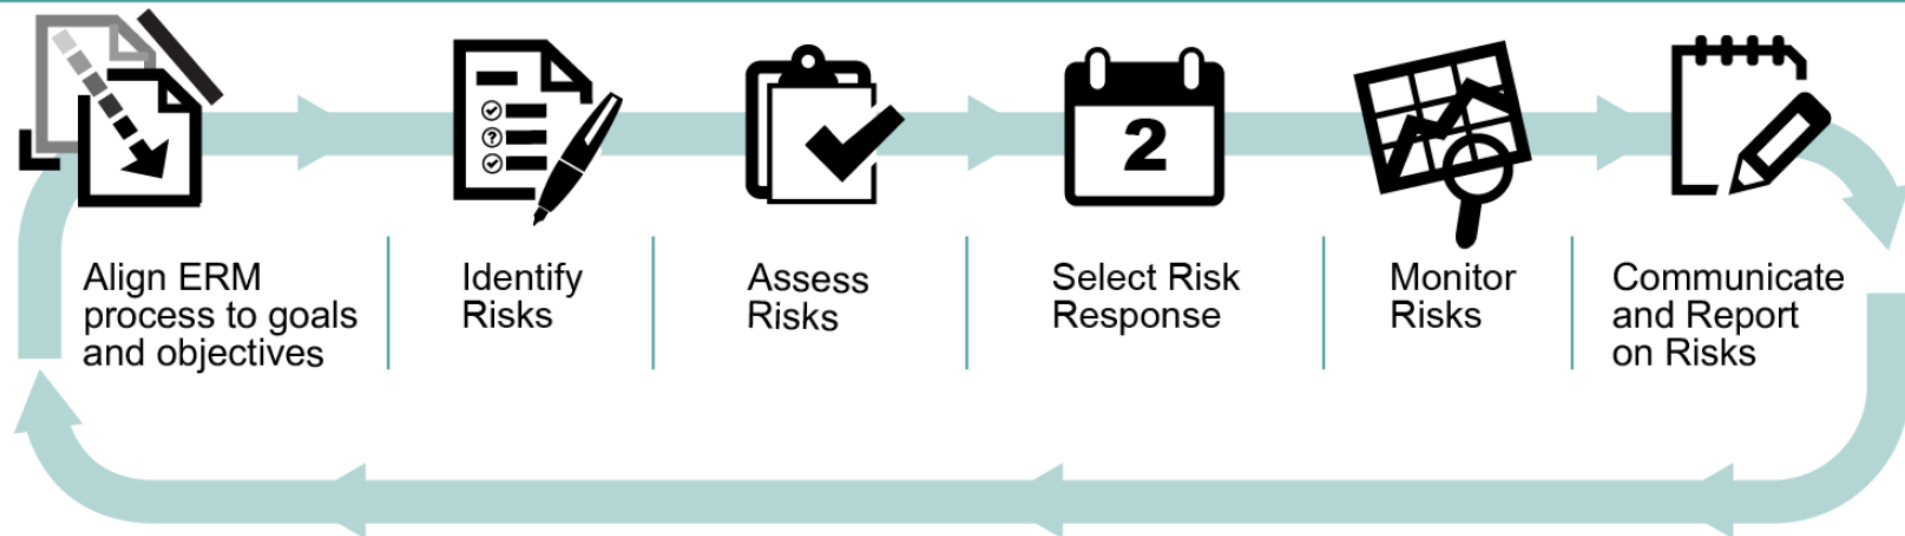 2
Align ERM
process to goals
and objectives
Identify
Risks
Assess
Risks
Select Risk
Response
Monitor
Risks
Communicate
and Report
on Risks